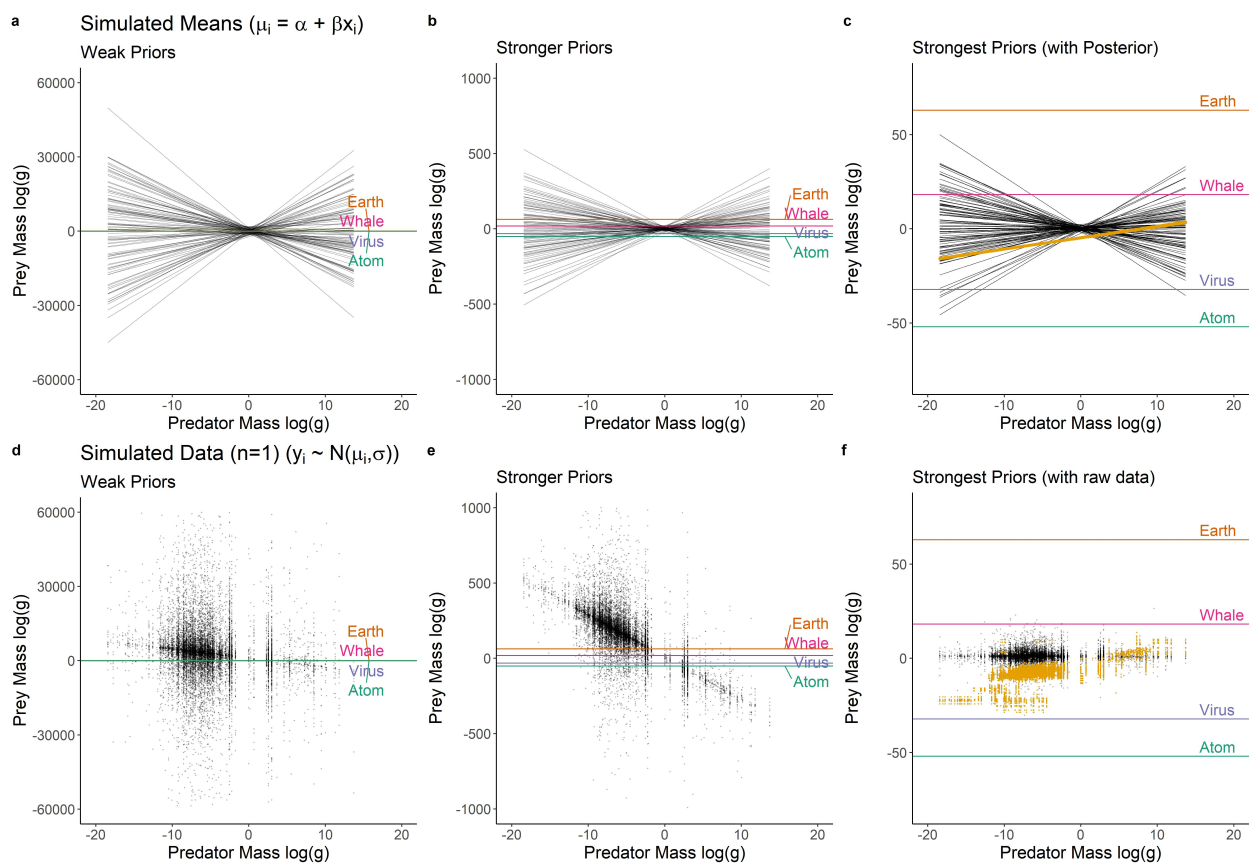 a
Simulated Means (μi = α + βxi)
Weak Priors
60000
30000
0
-30000
-60000
Prey Mass log(g)
Earth
Whale
Virus
Atom
-20
-10
0
10
20
Predator Mass log(g)
b
Stronger Priors
1000
500
0
-500
-1000
Prey Mass log(g)
Earth
Whale
Virus
Atom
-20
-10
0
10
20
Predator Mass log(g)
c
Strongest Priors (with Posterior)
50
0
-50
Prey Mass log(g)
Earth
Whale
Virus
Atom
-20
-10
0
10
20
Predator Mass log(g)
d
Simulated Data (n=1) (yi ~ N(μi,σ))
Weak Priors
60000
30000
0
-30000
-60000
Prey Mass log(g)
Earth
Whale
Virus
Atom
-20
-10
0
10
20
Predator Mass log(g)
e
Stronger Priors
1000
500
0
-500
-1000
Prey Mass log(g)
Earth
Whale
Virus
Atom
-20
-10
0
10
20
Predator Mass log(g)
f
Strongest Priors (with raw data)
50
0
-50
Prey Mass log(g)
Earth
Whale
Virus
Atom
-20
-10
0
10
20
Predator Mass log(g)